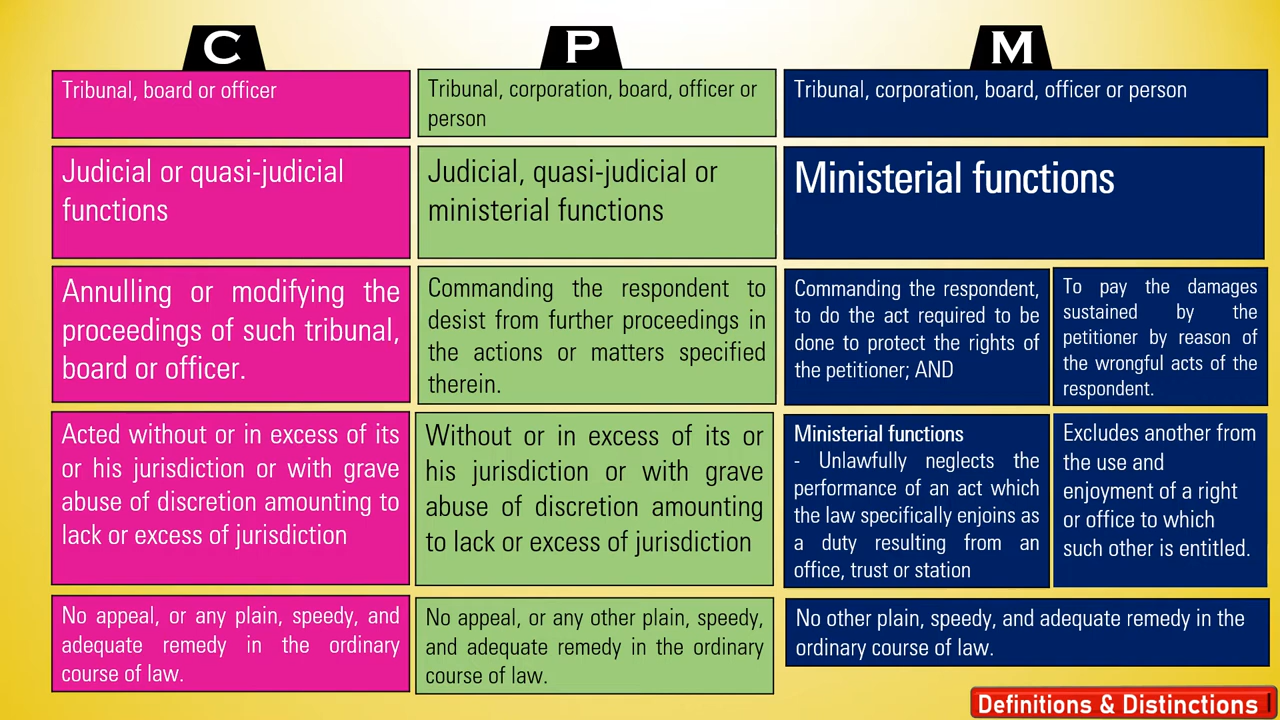 C
P
M
Tribunal, board or officer
Tribunal, corporation, board, officer or
person
Tribunal, corporation, board, officer or person
Judicial or quasi-judicial
functions
Judicial, quasi-judicial or
ministerial functions
Ministerial functions
Annulling or modifying the
proceedings of such tribunal,
board or officer.
Commanding the respondent to
desist from further proceedings in
the actions or matters specified
therein.
Commanding the respondent,
to do the act required to be
done to protect the rights of
the petitioner; AND
To pay the damages
sustained by the
petitioner by reason of
the wrongful acts of the
respondent.
Acted without or in excess of its
or his jurisdiction or with grave
abuse of discretion amounting to
lack or excess of jurisdiction
Without or in excess of its or
his jurisdiction or with grave
abuse of discretion amounting
to lack or excess of jurisdiction
Ministerial functions
- Unlawfully neglects the
performance of an act which
the law specifically enjoins as
a duty resulting from an
office, trust or station
Excludes another from
the use and
enjoyment of a right
or office to which
such other is entitled.
No appeal, or any plain, speedy, and
adequate remedy in the ordinary
course of law.
No appeal, or any other plain, speedy,
and adequate remedy in the ordinary
course of law.
No other plain, speedy, and adequate remedy in the
ordinary course of law.
Definitions & Distinctions